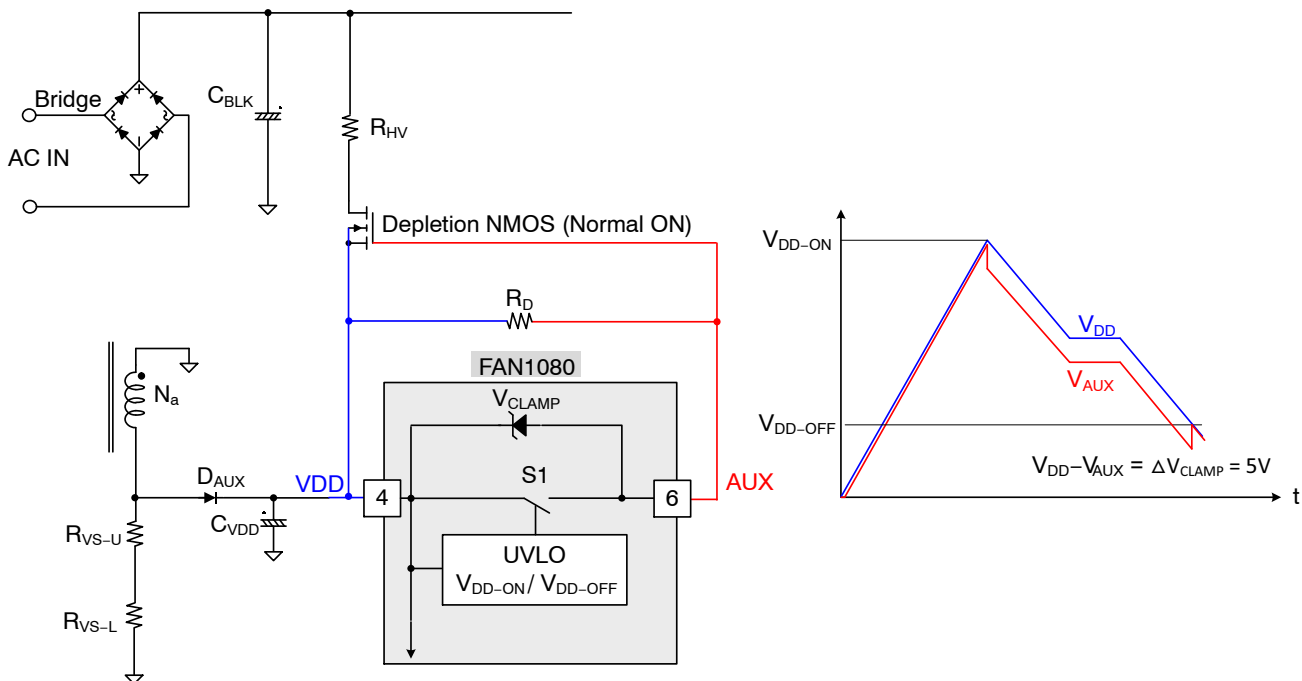 Bridge
AC IN
C_BLK
R_HV
Depletion NMOS (Normal ON)
R_D
FAN1080
V_CLAMP
S1
N_a
D_AUX
VDD
4
6
AUX
C_VDD
UVLO
V_DD-ON / V_DD-OFF
R_VS-U
R_VS-L
V_DD-ON
V_DD
V_AUX
V_DD-OFF
V_DD-V_AUX = ΔV_CLAMP = 5V
t